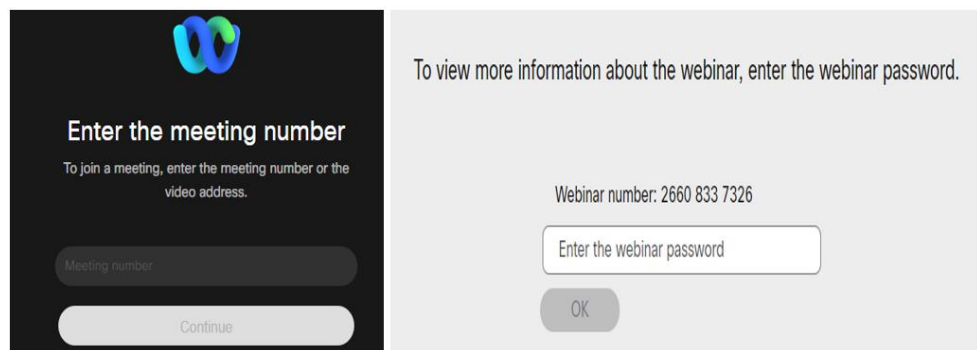 Enter the meeting number
To join a meeting, enter the meeting number or the
video address.
Meeting number
Continue
To view more information about the webinar, enter the webinar password.
Webinar number: 2660 833 7326
Enter the webinar password
OK